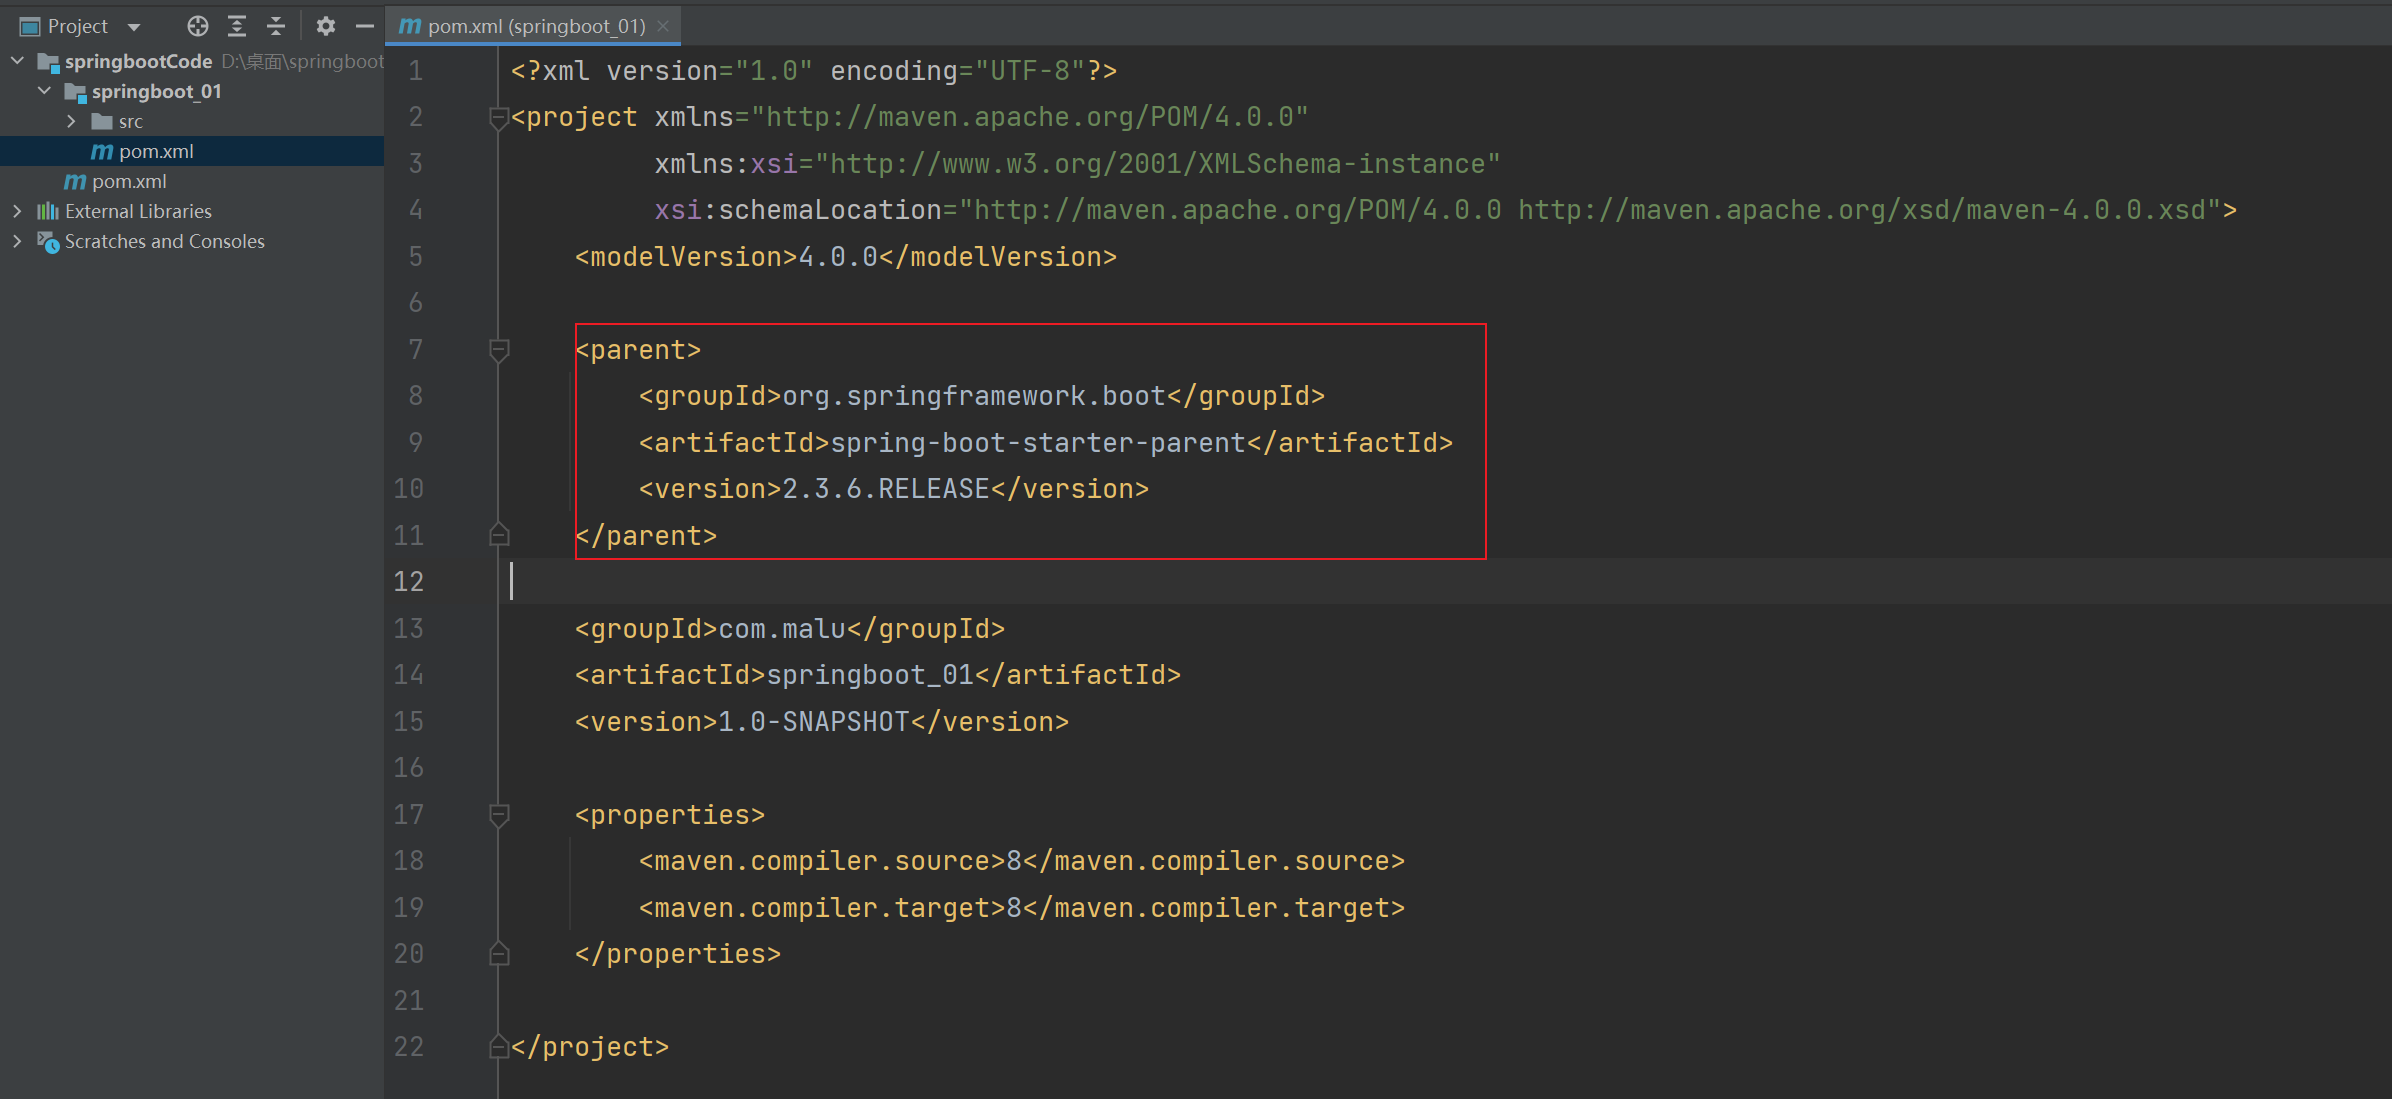 Project
springbootCode D:\桌面\springboot
springboot_01
src
pom.xml
pom.xml
External Libraries
Scratches and Consoles
pom.xml (springboot_01)
1 <?xml version="1.0" encoding="UTF-8"?>
2 <project xmlns="http://maven.apache.org/POM/4.0.0"
3 xmlns:xsi="http://www.w3.org/2001/XMLSchema-instance"
4 xsi:schemaLocation="http://maven.apache.org/POM/4.0.0 http://maven.apache.org/xsd/maven-4.0.0.xsd">
5 <modelVersion>4.0.0</modelVersion>
6
7 <parent>
8 <groupId>org.springframework.boot</groupId>
9 <artifactId>spring-boot-starter-parent</artifactId>
10 <version>2.3.6.RELEASE</version>
11 </parent>
12
13 <groupId>com.malu</groupId>
14 <artifactId>springboot_01</artifactId>
15 <version>1.0-SNAPSHOT</version>
16
17 <properties>
18 <maven.compiler.source>8</maven.compiler.source>
19 <maven.compiler.target>8</maven.compiler.target>
20 </properties>
21
22 </project>